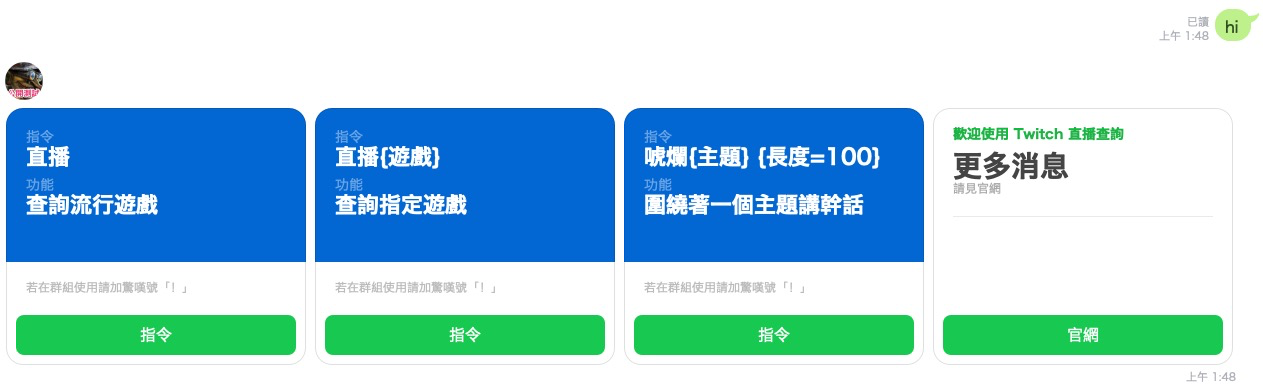 已讀
上午 1:48
hi
公開測試
指令
直播
功能
查詢流行遊戲
若在群組使用請加驚嘆號「！」
指令
指令
直播{遊戲}
功能
查詢指定遊戲
若在群組使用請加驚嘆號「！」
指令
指令
唬爛{主題} {長度=100}
功能
圍繞著一個主題講幹話
若在群組使用請加驚嘆號「！」
指令
歡迎使用 Twitch 直播查詢
更多消息
請見官網
官網
上午 1:48